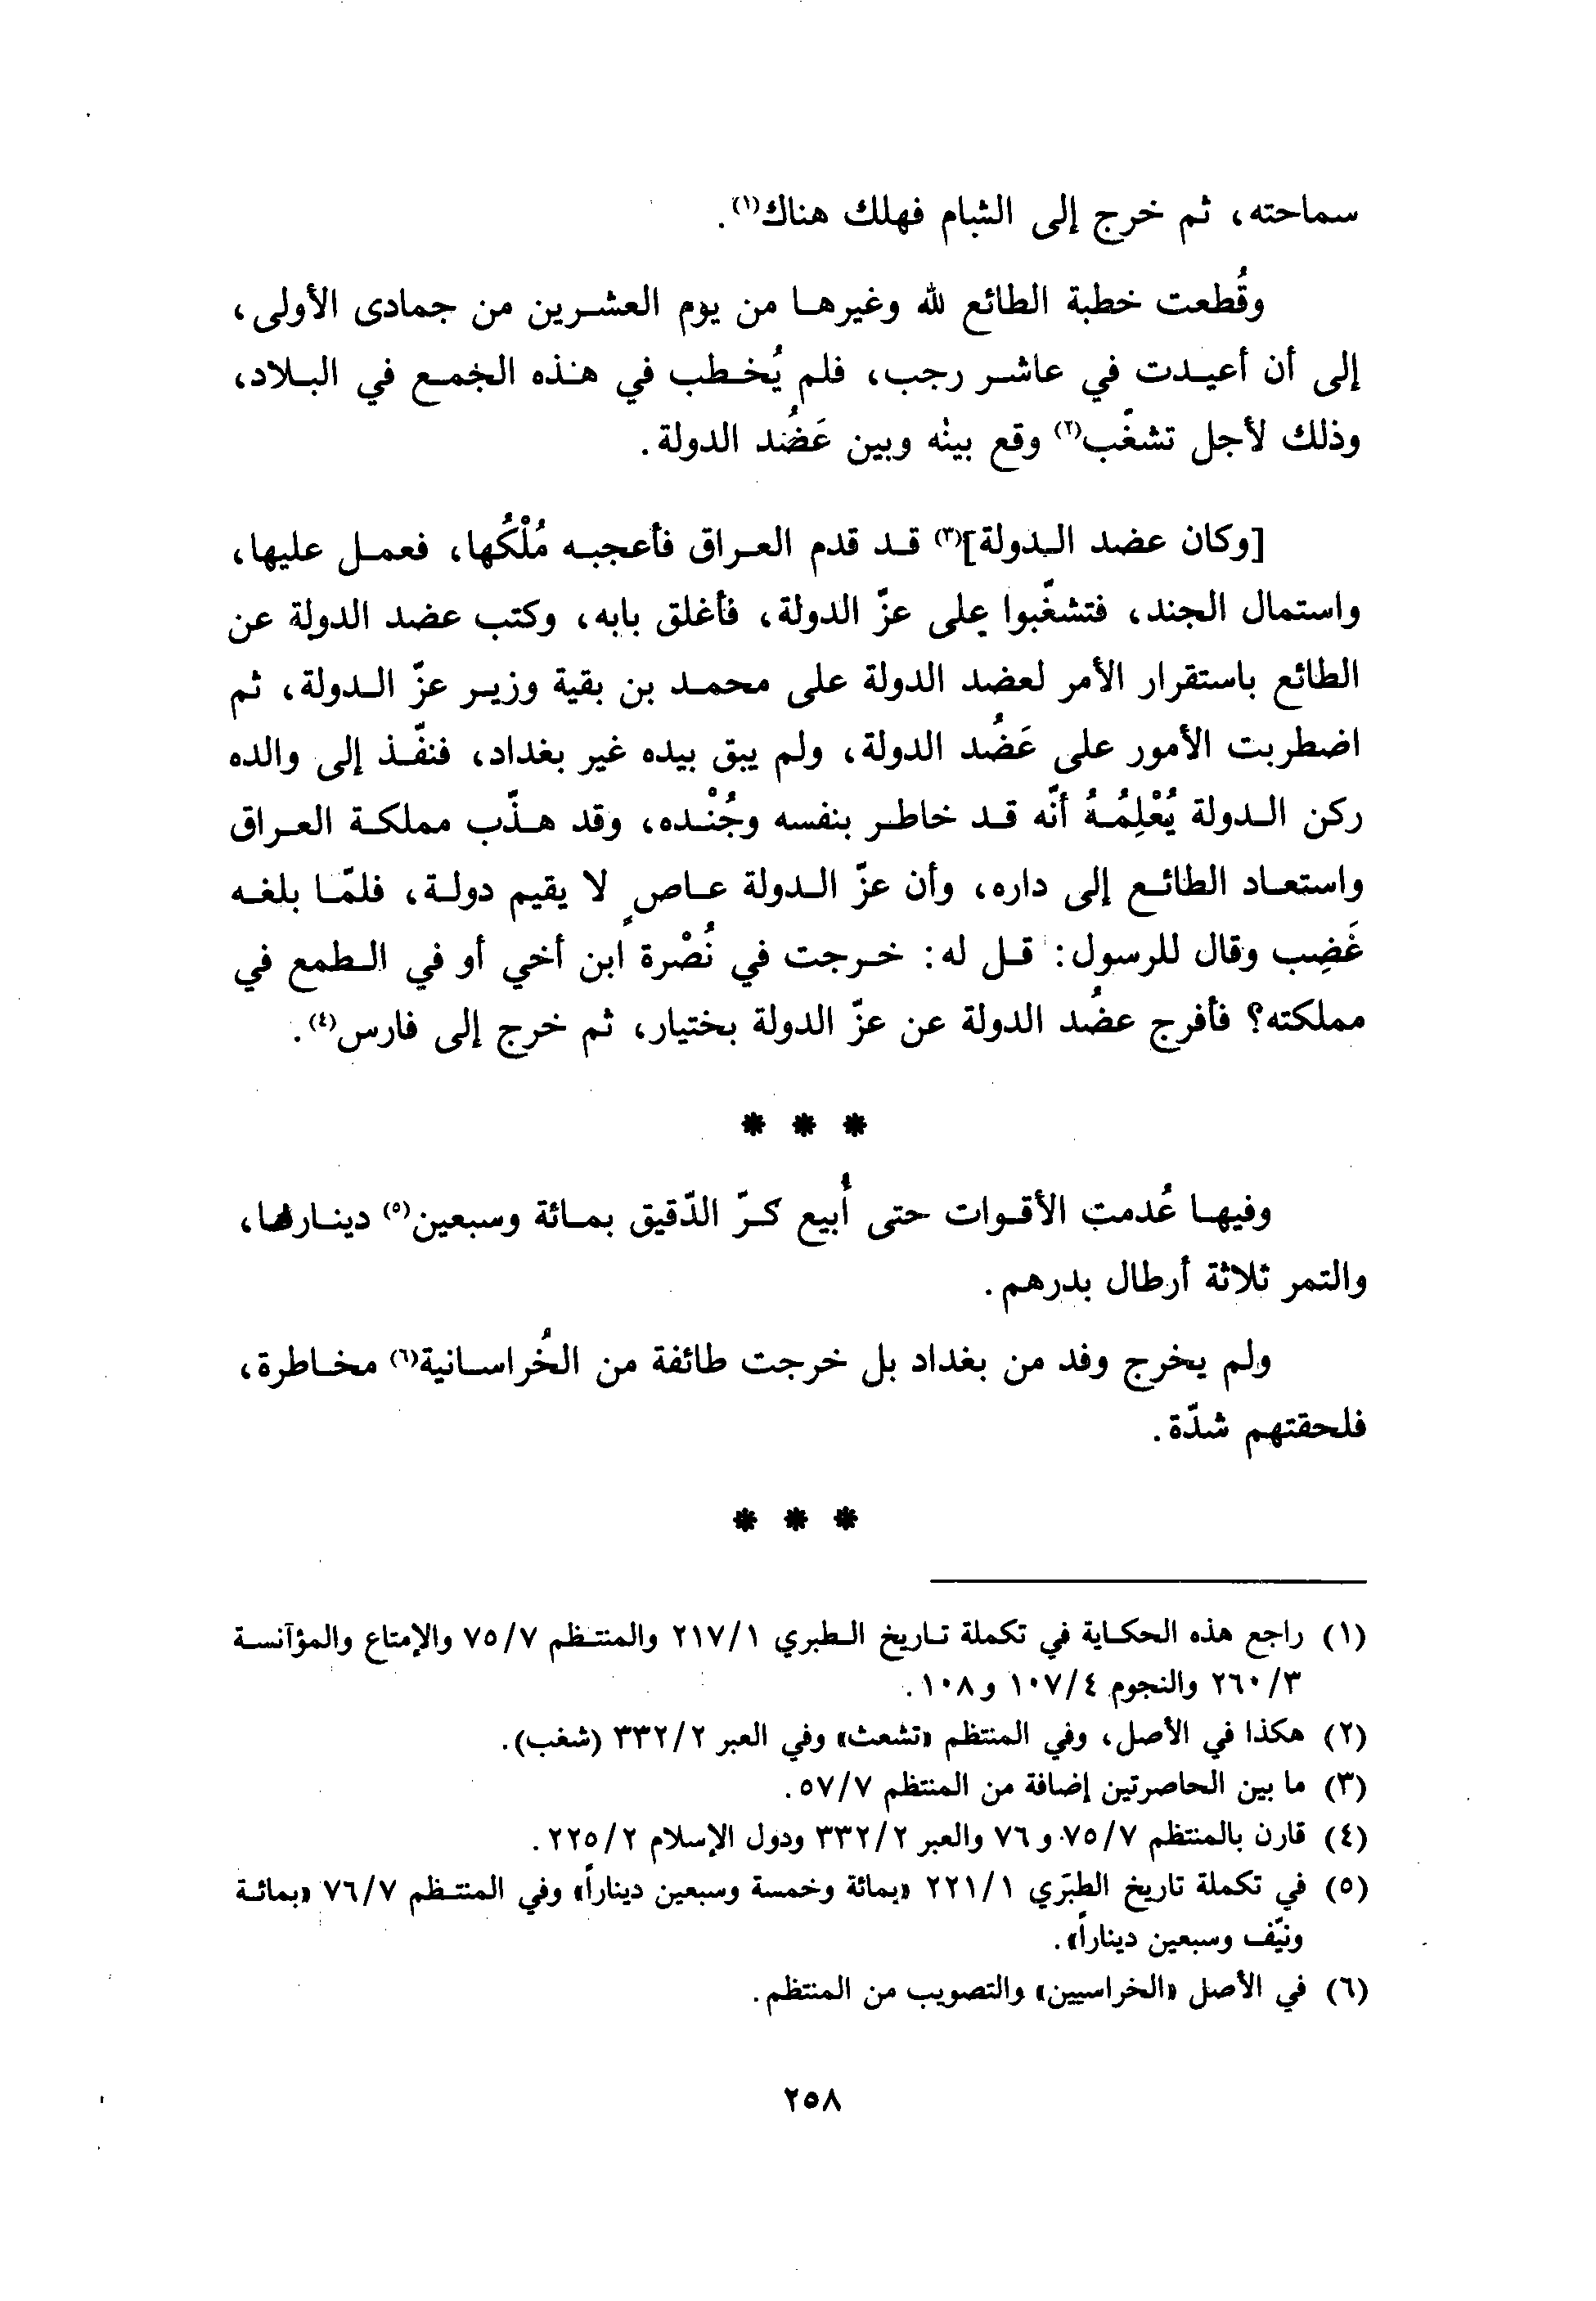 سماحته، ثم خرج إلى الشام فهلك هناك(١).
وقُطعت خطبة الطائع لله وغيرها من يوم العشرين من جمادى الأولى،
إلى أن أعيدت في عاشر رجب، فلم يُخطب في هذه الجمع في البلاد،
وذلك لأجل تشغّب(٢) وقع بينه وبين عَضُد الدولة.
[وكان عضد الدولة](٣) قد قدم العراق فأعجبه مُلْكُها، فعمل عليها،
واستمال الجند، فتشغّبوا على عزّ الدولة، فأغلق بابه، وكتب عضد الدولة عن
الطائع باستقرار الأمر لعضد الدولة على محمد بن بقية وزير عزّ الدولة، ثم
اضطربت الأمور على عَضُد الدولة، ولم يبق بيده غير بغداد، فنفّذ إلى والده
ركن الدولة يُعْلِمُهُ أنّه قد خاطر بنفسه وجُنْده، وقد هذّب مملكة العراق
واستعاد الطائع إلى داره، وأن عزّ الدولة عاصٍ لا يقيم دولة، فلمّا بلغه
غَضِب وقال للرسول: قل له: خرجت في نُصْرة ابن أخي أو في الطمع في
مملكته؟ فأفرج عضُد الدولة عن عزّ الدولة بختيار، ثم خرج إلى فارس(٤).
* * *
وفيها عُدمت الأقوات حتى أُبيع كرّ الدّقيق بمائة وسبعين(٥)
والتمر ثلاثة أرطال بدرهم.
ولم يخرج وفد من بغداد بل خرجت طائفة من الخُراسانية(٦) مخاطرة،
فلحقتهم شدّة.
* * *
(١) راجع هذه الحكاية في تكملة تاريخ الطبري ٢١٧/١ والمنتظم ٧٥/٧ والإمتاع والمؤآنسة
٢٦٠/٣ والنجوم ١٠٧/٤ و١٠٨.
(٢) هكذا في الأصل، وفي المنتظم «تشعث» وفي العبر ٣٣٢/٢ (شغب).
(٣) ما بين الحاصرتين إضافة من المنتظم ٥٧/٧.
(٤) قارن بالمنتظم ٧٥/٧ و٧٦ والعبر ٣٣٢/٢ ودول الإسلام ٢٢٥/٢.
(٥) في تكملة تاريخ الطبّري ٢٢١/١ «بمائة وخمسة وسبعين ديناراً» وفي المنتظم ٧٦/٧ «بمائة
ونيّف وسبعين ديناراً».
(٦) في الأصل «الخراسيين» والتصويب من المنتظم.
٢٥٨